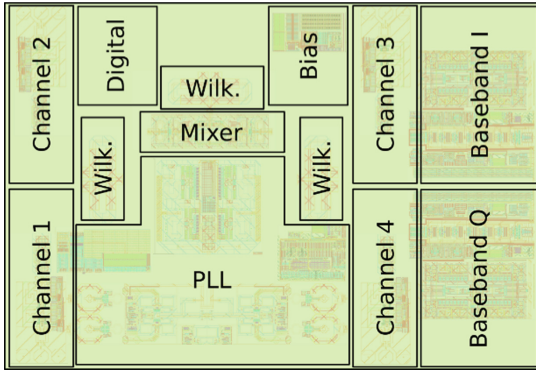 Channel 2
Digital
Wilk.
Bias
Channel 3
Baseband I
Wilk.
Mixer
Wilk.
Channel 1
PLL
Channel 4
Baseband Q